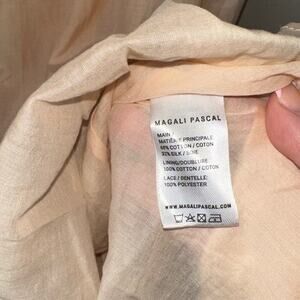 MAGALI PASCAL
MAIN /
MATIÈRE PRINCIPALE
68% COTTON / COTON
32% SILK / SOIE
LINING/DOUBLURE
100% COTTON / COTON
LACE / DENTELLE:
100% POLYESTER
WWW.MAGALIPASCAL.COM